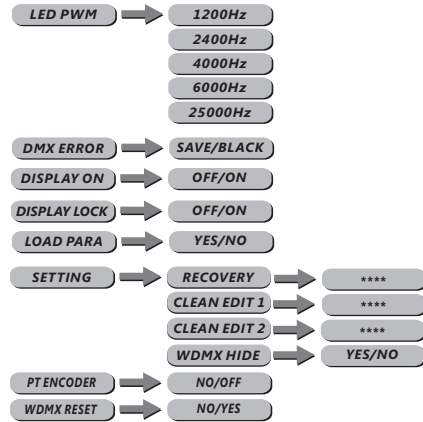 LED PWM 1200Hz
2400Hz
4000Hz
6000Hz
25000Hz
DMX ERROR SAVE/BLACK
DISPLAY ON OFF/ON
DISPLAY LOCK OFF/ON
LOAD PARA YES/NO
SETTING RECOVERY ****
CLEAN EDIT 1 ****
CLEAN EDIT 2 ****
WDMX HIDE YES/NO
PT ENCODER NO/OFF
WDMX RESET NO/YES